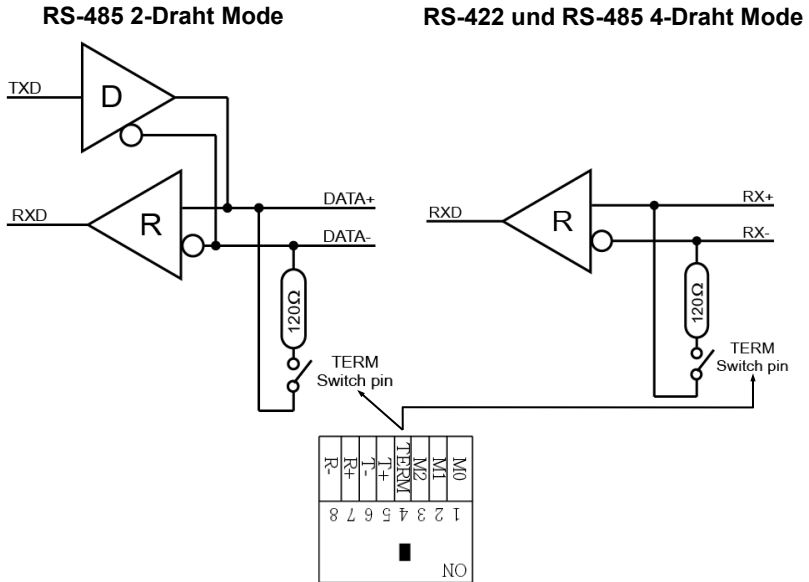 RS-485 2-Draht Mode
RS-422 und RS-485 4-Draht Mode
TXD
D
RXD
R
DATA+
DATA-
120Ω
TERM
Switch pin
RXD
R
RX+
RX-
120Ω
TERM
Switch pin
R- R+ T- T+ TERM M2 M1 M0
8 7 6 5 4 3 2 1
ON